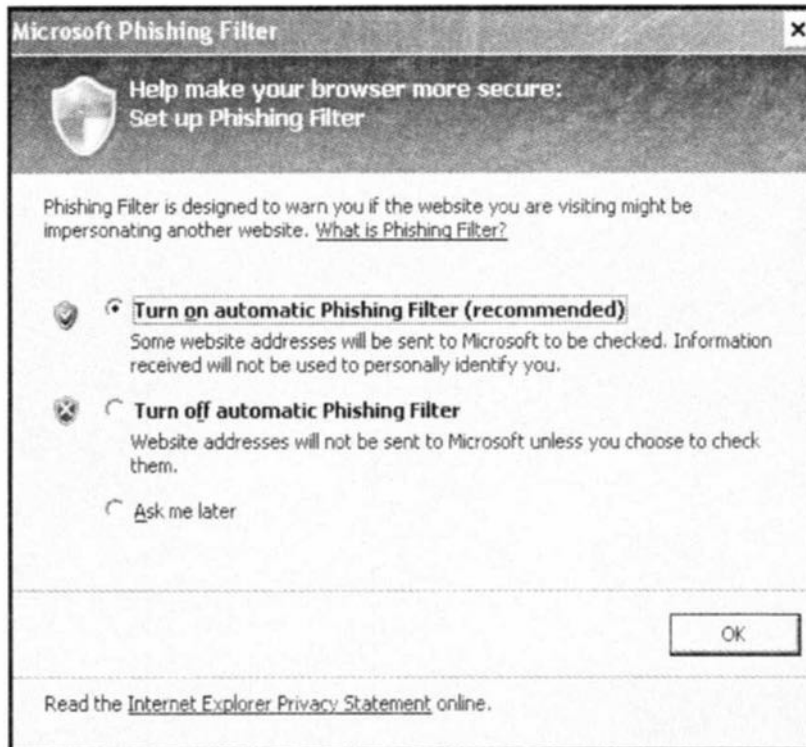 Microsoft Phishing Filter
Help make your browser more secure:
Set up Phishing Filter
Phishing Filter is designed to warn you if the website you are visiting might be
impersonating another website. What is Phishing Filter?
Turn on automatic Phishing Filter (recommended)
Some website addresses will be sent to Microsoft to be checked. Information
received will not be used to personally identify you.
Turn off automatic Phishing Filter
Website addresses will not be sent to Microsoft unless you choose to check
them.
Ask me later
OK
Read the Internet Explorer Privacy Statement online.